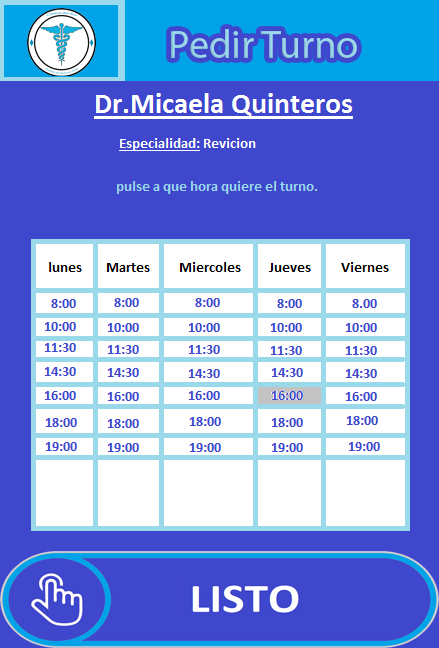 Pedir Turno
Dr.Micaela Quinteros
Especialidad: Revicion
pulse a que hora quiere el turno.
lunes Martes Miercoles Jueves Viernes
8:00 8:00 8:00 8:00 8.00
10:00 10:00 10:00 10:00 10:00
11:30 11:30 11:30 11:30 11:30
14:30 14:30 14:30 14:30 14:30
16:00 16:00 16:00 16:00 16:00
18:00 18:00 18:00 18:00 18:00
19:00 19:00 19:00 19:00 19:00
LISTO